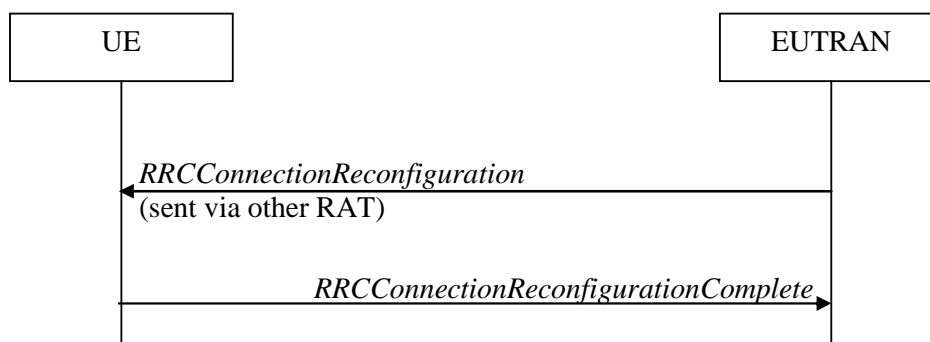 UE
EUTRAN
RRCConnectionReconfiguration
(sent via other RAT)
RRCConnectionReconfigurationComplete